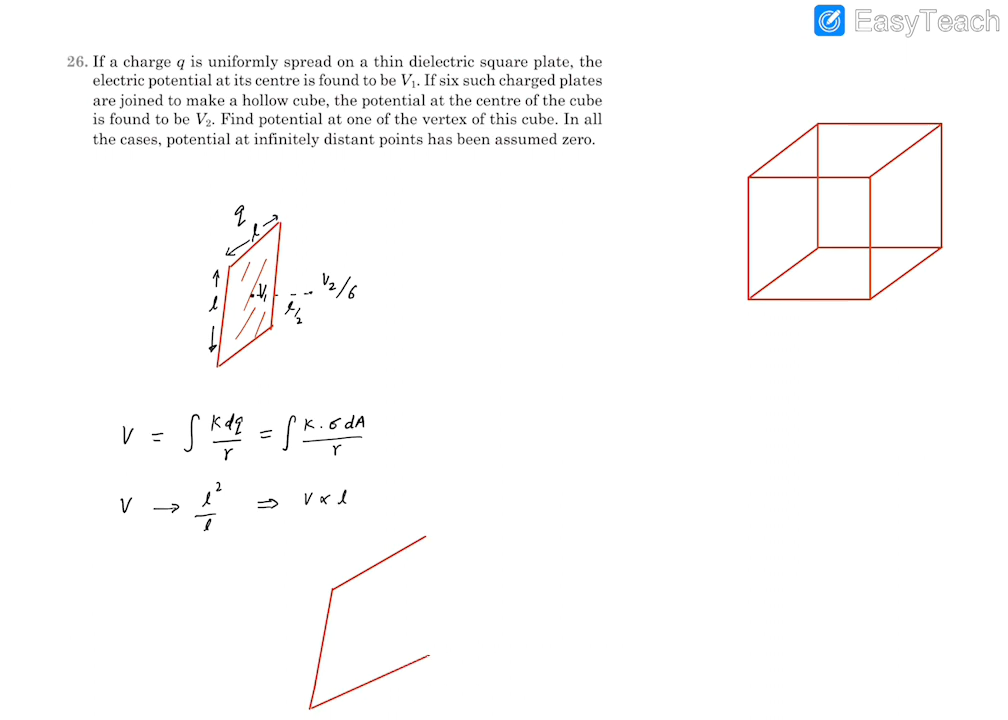 EasyTeach
26. If a charge q is uniformly spread on a thin dielectric square plate, the
electric potential at its centre is found to be V₁. If six such charged plates
are joined to make a hollow cube, the potential at the centre of the cube
is found to be V₂. Find potential at one of the vertex of this cube. In all
the cases, potential at infinitely distant points has been assumed zero.
q
l
l
V₁
l/2
V₂/6
V = ∫ K dq / r = ∫ K . σ dA / r
V → l² / l ⇒ V ∝ l